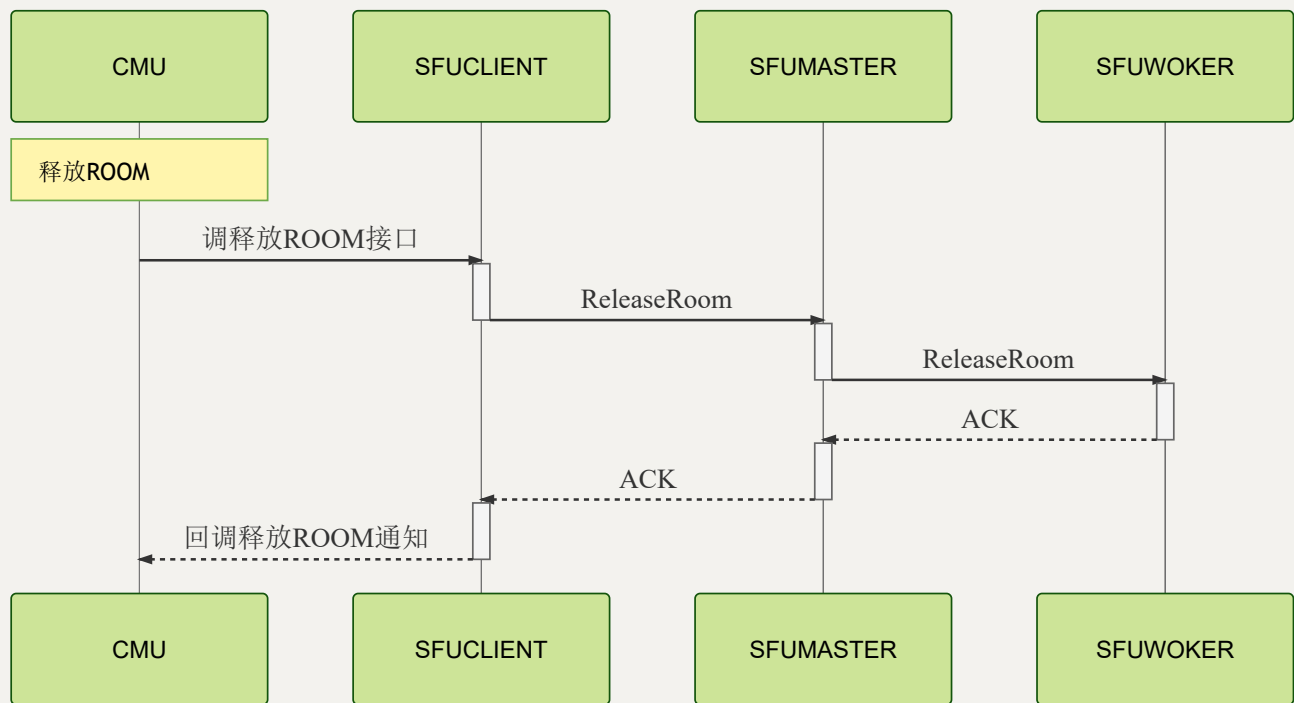 CMU
SFUCLIENT
SFUMASTER
SFUWOKER
释放ROOM
调释放ROOM接口
ReleaseRoom
ReleaseRoom
ACK
ACK
回调释放ROOM通知
CMU
SFUCLIENT
SFUMASTER
SFUWOKER